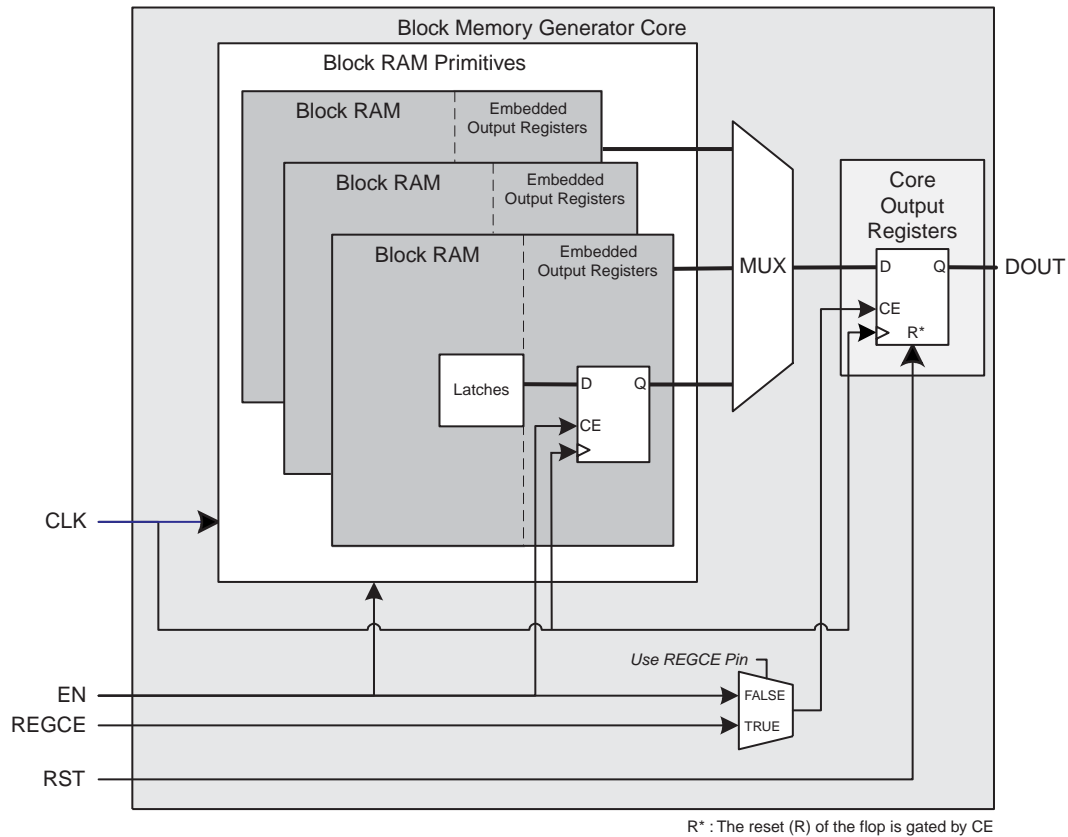 Block Memory Generator Core
Block RAM Primitives
Block RAM
Embedded
Output Registers
Block RAM
Embedded
Output Registers
Block RAM
Embedded
Output Registers
Latches
D
Q
CE
MUX
Core
Output
Registers
D
Q
CE
R*
DOUT
CLK
EN
REGCE
RST
Use REGCE Pin
FALSE
TRUE
R* : The reset (R) of the flop is gated by CE